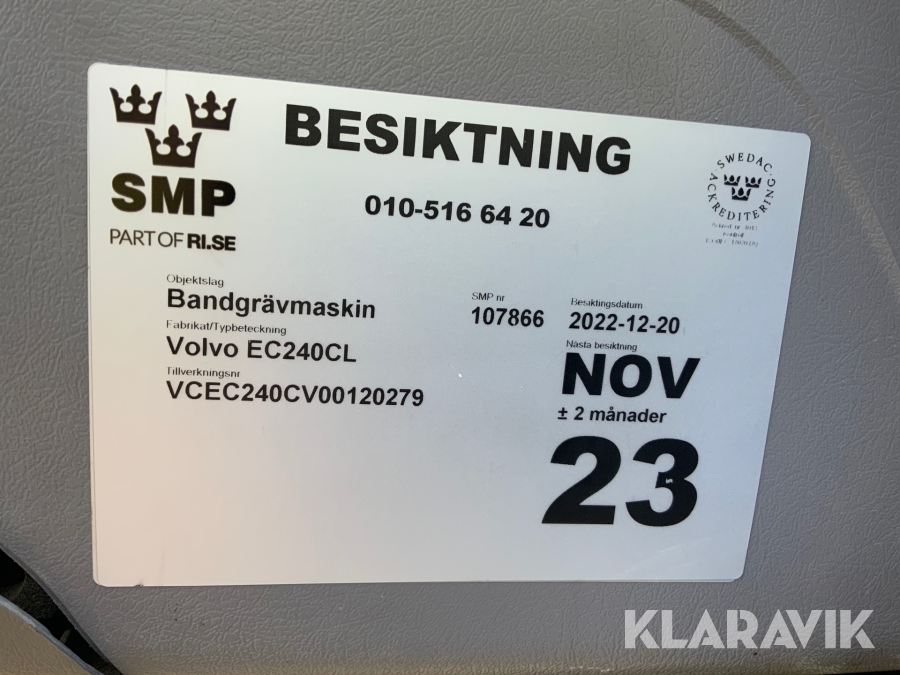 BESIKTNING
010-516 64 20
SMP
PART OF RI.SE
SWEDAC
ACKREDITERING
Objektslag
Bandgrävmaskin
Fabrikat/Typbeteckning
Volvo EC240CL
Tillverkningsnr
VCEC240CV00120279
SMP nr
107866
Besiktingsdatum
2022-12-20
Nästa besiktning
NOV
± 2 månader
23
KLARAVIK